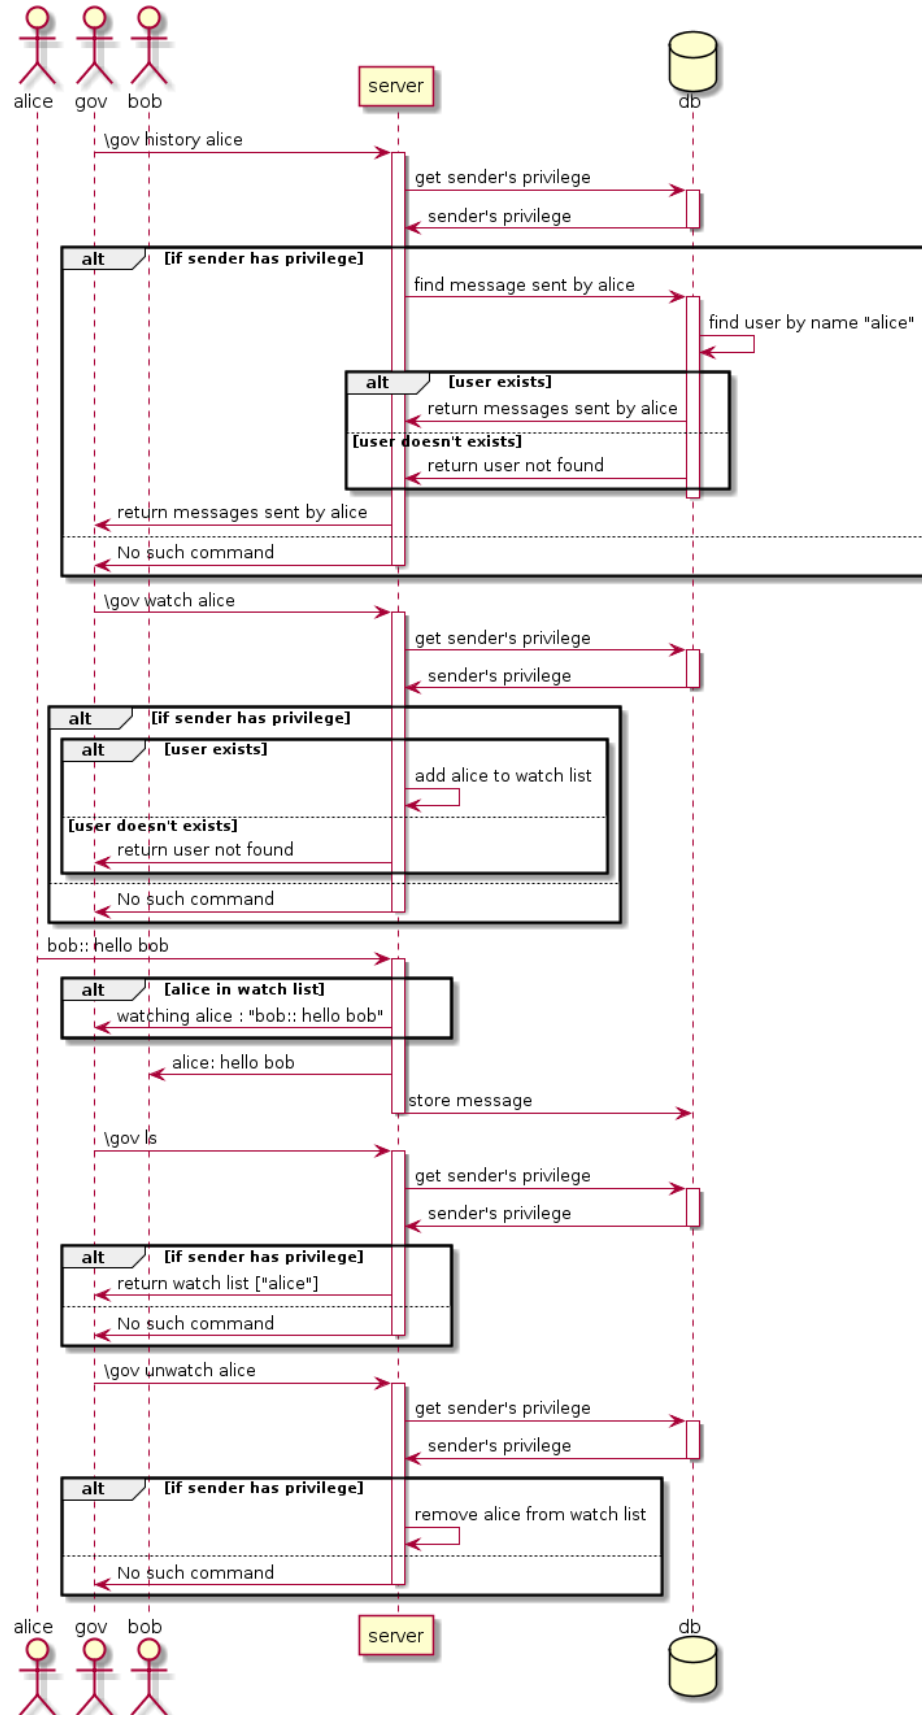 alice gov bob server db
\gov history alice
get sender's privilege
sender's privilege
alt [if sender has privilege]
find message sent by alice
find user by name "alice"
alt [user exists]
return messages sent by alice
[user doesn't exists]
return user not found
return messages sent by alice
No such command
\gov watch alice
get sender's privilege
sender's privilege
alt [if sender has privilege]
alt [user exists]
add alice to watch list
[user doesn't exists]
return user not found
No such command
bob:: hello bob
alt [alice in watch list]
watching alice : "bob:: hello bob"
alice: hello bob
store message
\gov ls
get sender's privilege
sender's privilege
alt [if sender has privilege]
return watch list ["alice"]
No such command
\gov unwatch alice
get sender's privilege
sender's privilege
alt [if sender has privilege]
remove alice from watch list
No such command
alice gov bob server db